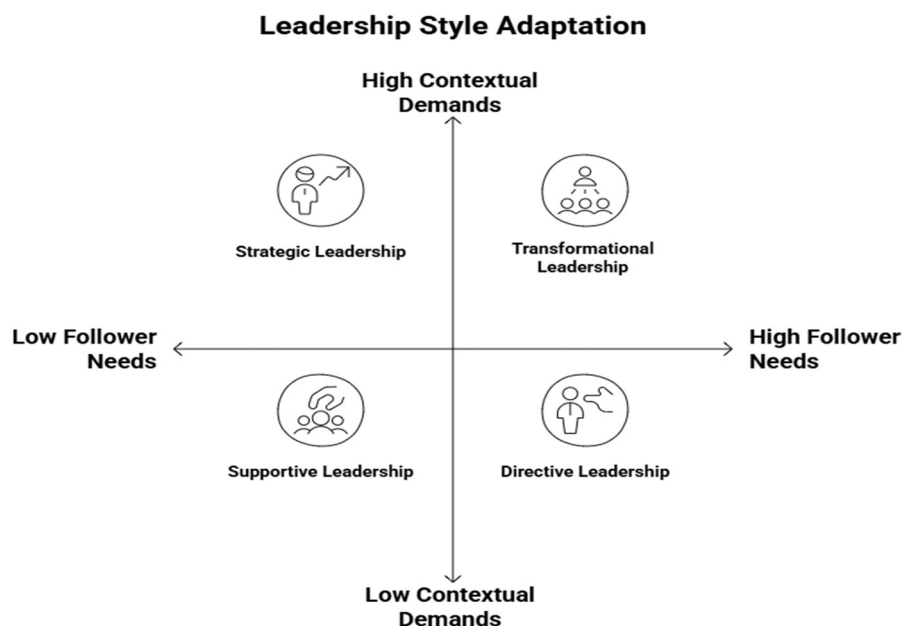 Leadership Style Adaptation
High Contextual
Demands
Strategic Leadership
Transformational
Leadership
Low Follower
Needs
High Follower
Needs
Supportive Leadership
Directive Leadership
Low Contextual
Demands